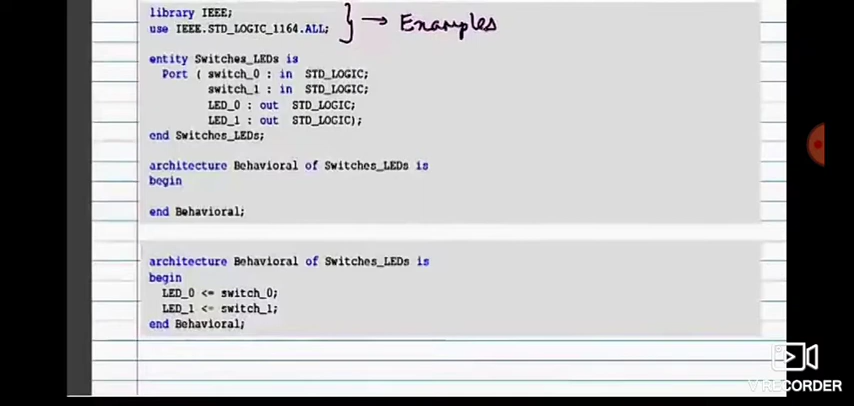 library IEEE;
use IEEE.STD_LOGIC_1164.ALL;
Examples
entity Switches_LEDs is
Port ( switch_0 : in STD_LOGIC;
switch_1 : in STD_LOGIC;
LED_0 : out STD_LOGIC;
LED_1 : out STD_LOGIC);
end Switches_LEDs;
architecture Behavioral of Switches_LEDs is
begin
end Behavioral;
architecture Behavioral of Switches_LEDs is
begin
LED_0 <= switch_0;
LED_1 <= switch_1;
end Behavioral;
V RECORDER